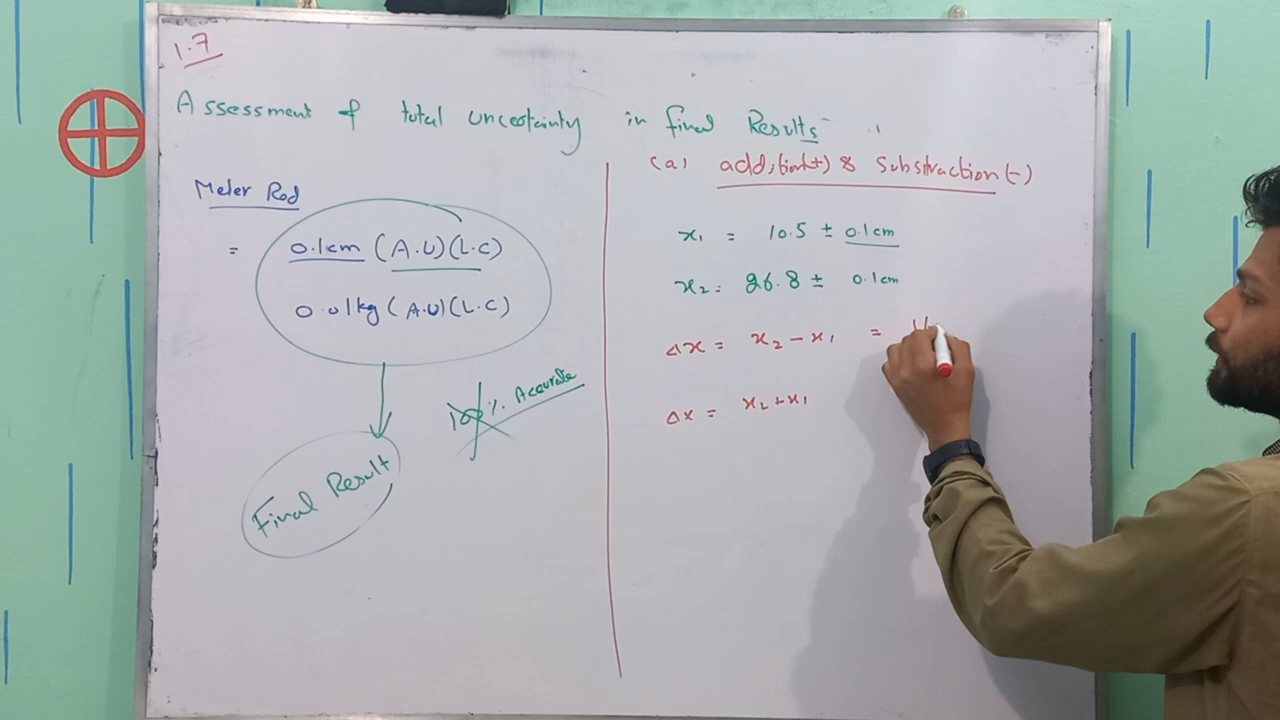 1.7
Assessment of total uncertainty in final Results
Meter Rod
= 0.1cm (A.U)(L.C)
0.01kg (A.U)(L.C)
100% Accurate
Final Result
(a) addition(+) & Substraction(-)
x₁ = 10.5 ± 0.1cm
x₂ = 26.8 ± 0.1cm
Δx = x₂ - x₁ =
Δx = x₂ + x₁